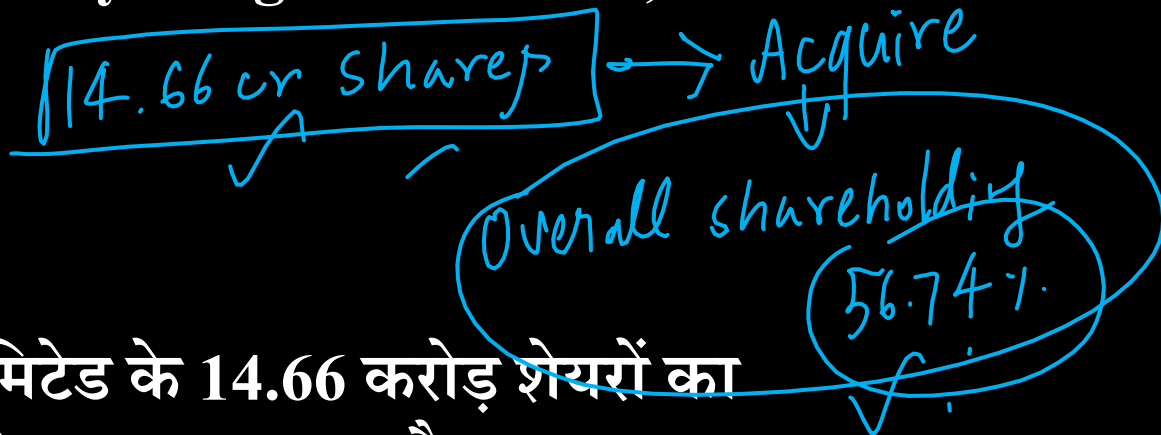 14.66 cr shares → Acquire
Overall shareholding
56.74%
मिटेड के 14.66 करोड़ शेयरों का